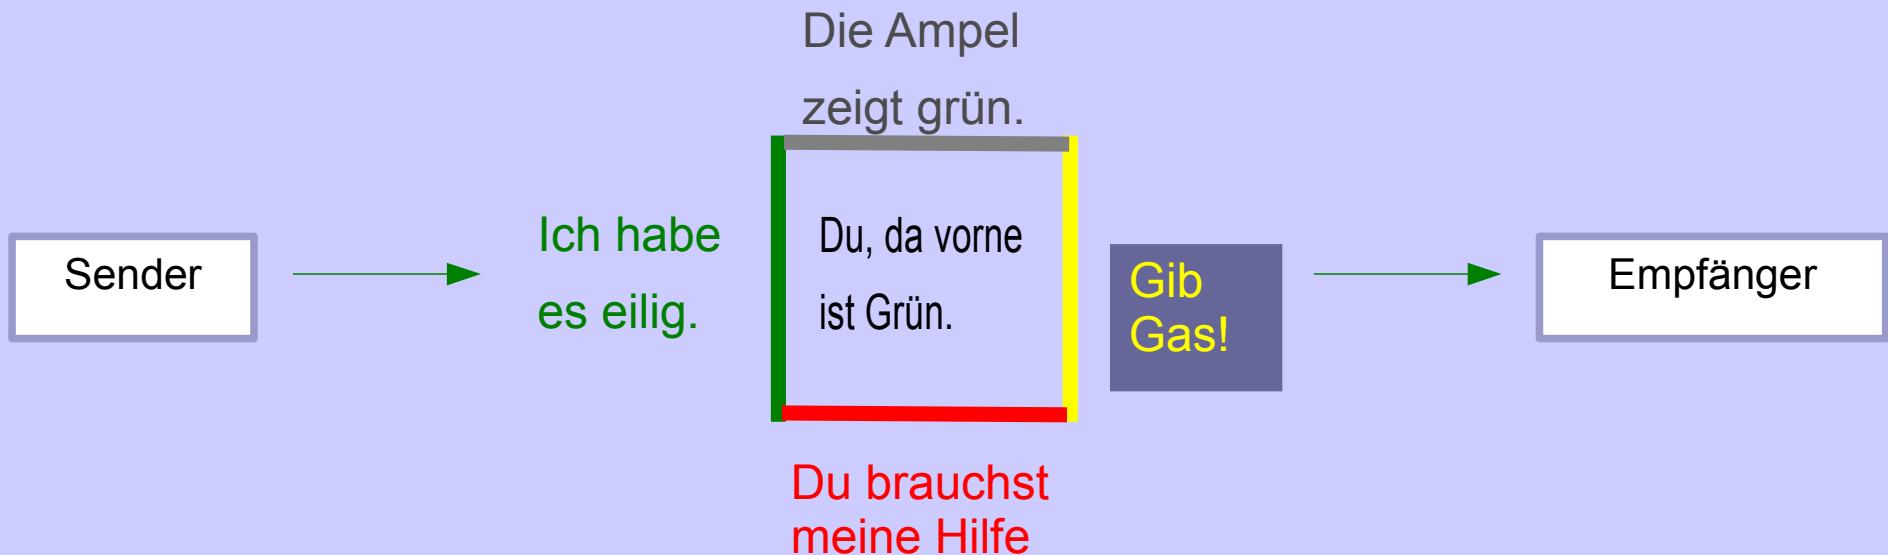 Die Ampel
zeigt grün.
Sender
Ich habe
es eilig.
Du, da vorne
ist Grün.
Gib
Gas!
Empfänger
Du brauchst
meine Hilfe